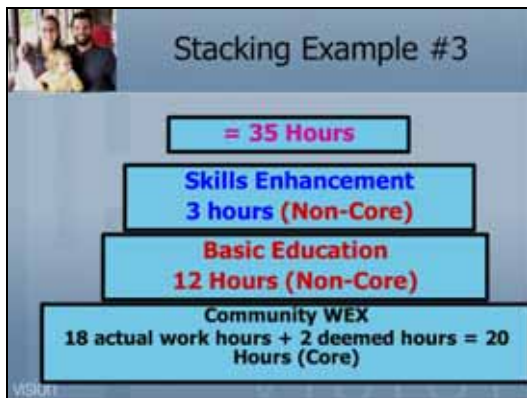 Stacking Example #3
= 35 Hours
Skills Enhancement
3 hours (Non-Core)
Basic Education
12 Hours (Non-Core)
Community WEX
18 actual work hours + 2 deemed hours = 20
Hours (Core)
vision